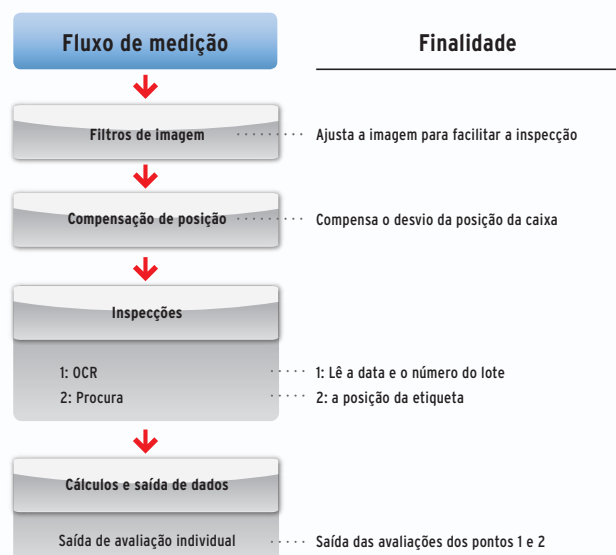 Fluxo de medição
Finalidade
Filtros de imagem
Ajusta a imagem para facilitar a inspecção
Compensação de posição
Compensa o desvio da posição da caixa
Inspecções
1: OCR
1: Lê a data e o número do lote
2: Procura
2: a posição da etiqueta
Cálculos e saída de dados
Saída de avaliação individual
Saída das avaliações dos pontos 1 e 2